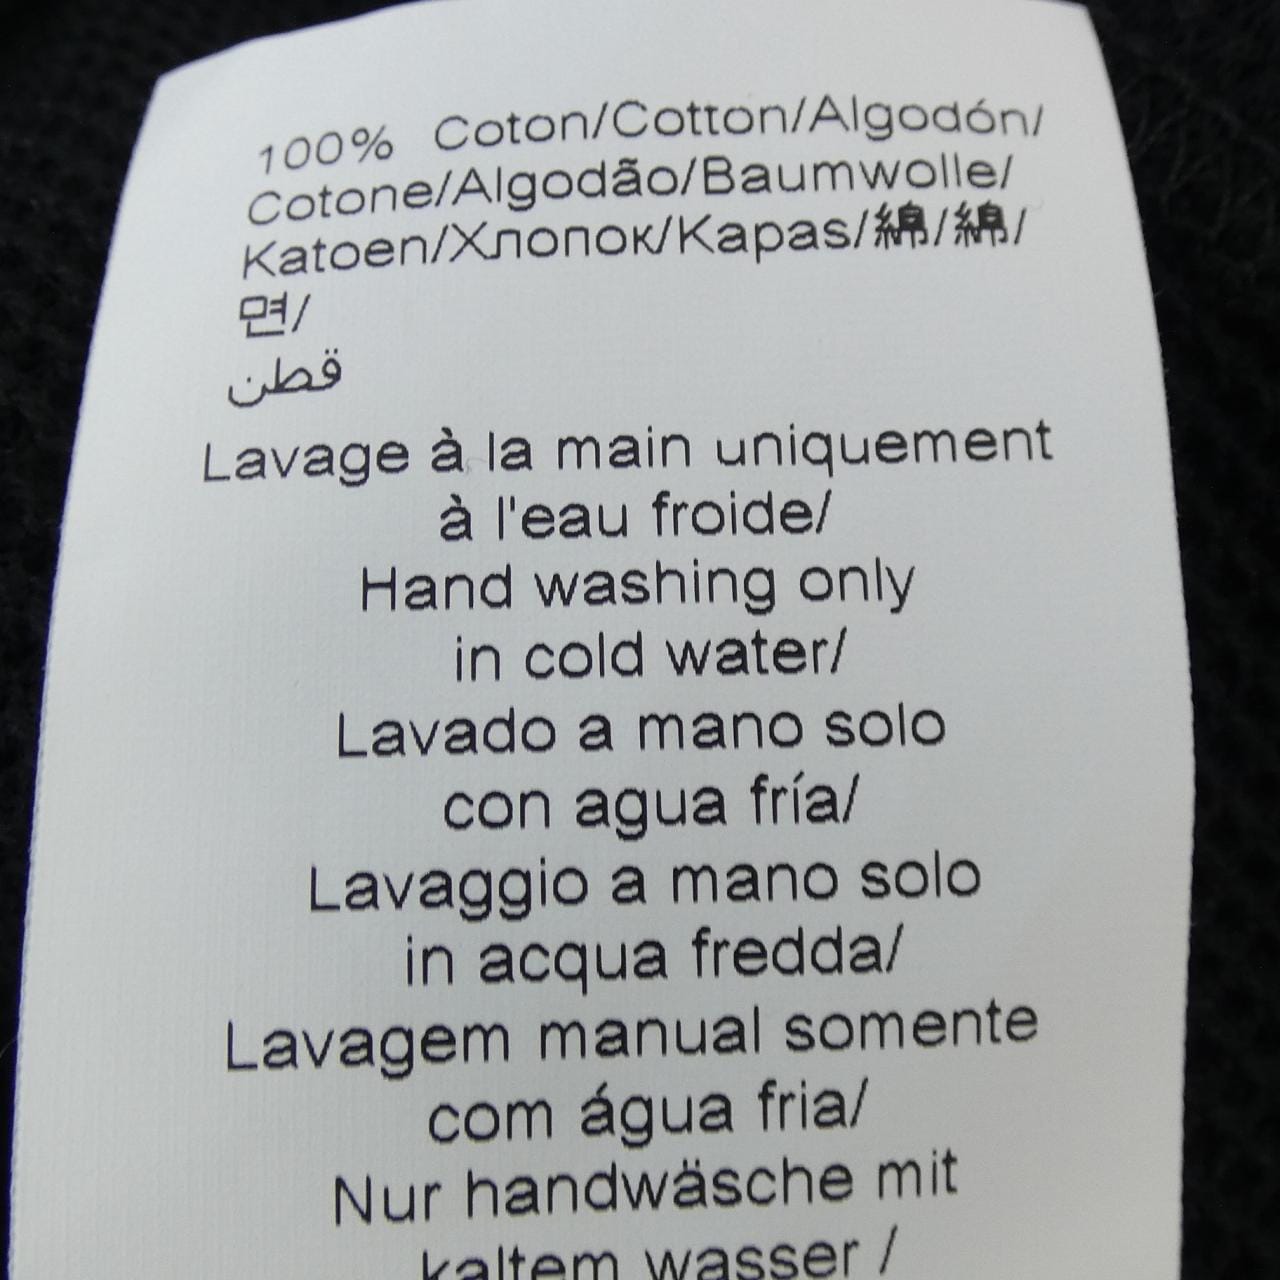 100% Coton/Cotton/Algodón/
Cotone/Algodão/Baumwolle/
Katoen/Хлопок/Kapas/綿/綿/
면/
قطن
Lavage à la main uniquement
à l'eau froide/
Hand washing only
in cold water/
Lavado a mano solo
con agua fría/
Lavaggio a mano solo
in acqua fredda/
Lavagem manual somente
com água fria/
Nur handwäsche mit
kaltem wasser /